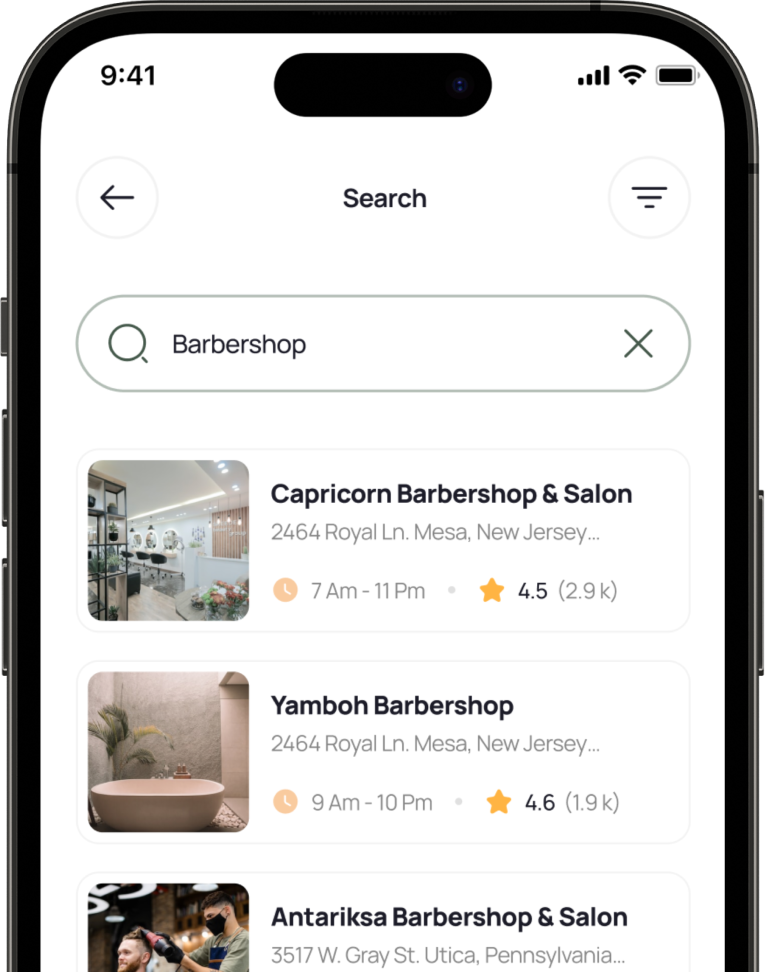 9:41
Search
Barbershop
Capricorn Barbershop & Salon
2464 Royal Ln. Mesa, New Jersey...
7 Am - 11 Pm • 4.5 (2.9 k)
Yamboh Barbershop
2464 Royal Ln. Mesa, New Jersey...
9 Am - 10 Pm • 4.6 (1.9 k)
Antariksa Barbershop & Salon
3517 W. Gray St. Utica, Pennsylvania...